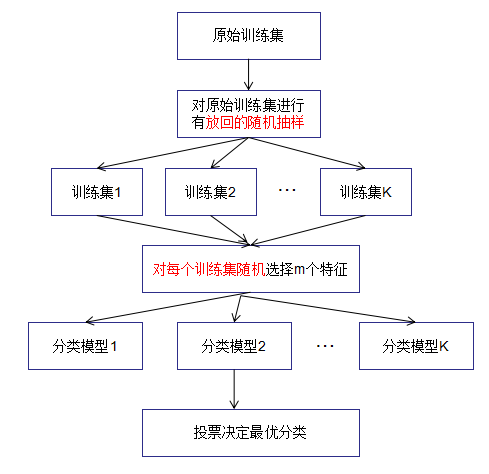 原始训练集
对原始训练集进行
有放回的随机抽样
训练集1
训练集2
···
训练集K
对每个训练集随机选择m个特征
分类模型1
分类模型2
···
分类模型K
投票决定最优分类